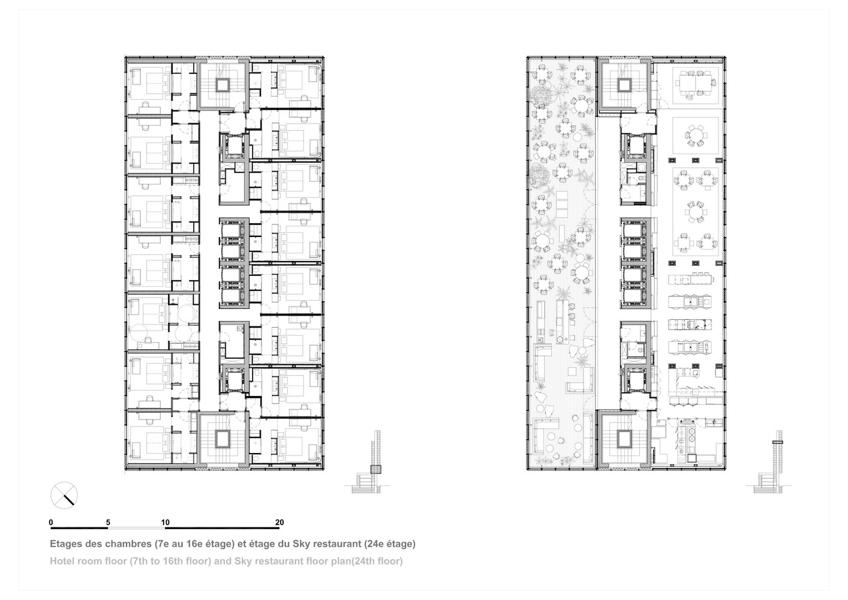 0 5 10 20
Etages des chambres (7e au 16e étage) et étage du Sky restaurant (24e étage)
Hotel room floor (7th to 16th floor) and Sky restaurant floor plan(24th floor)